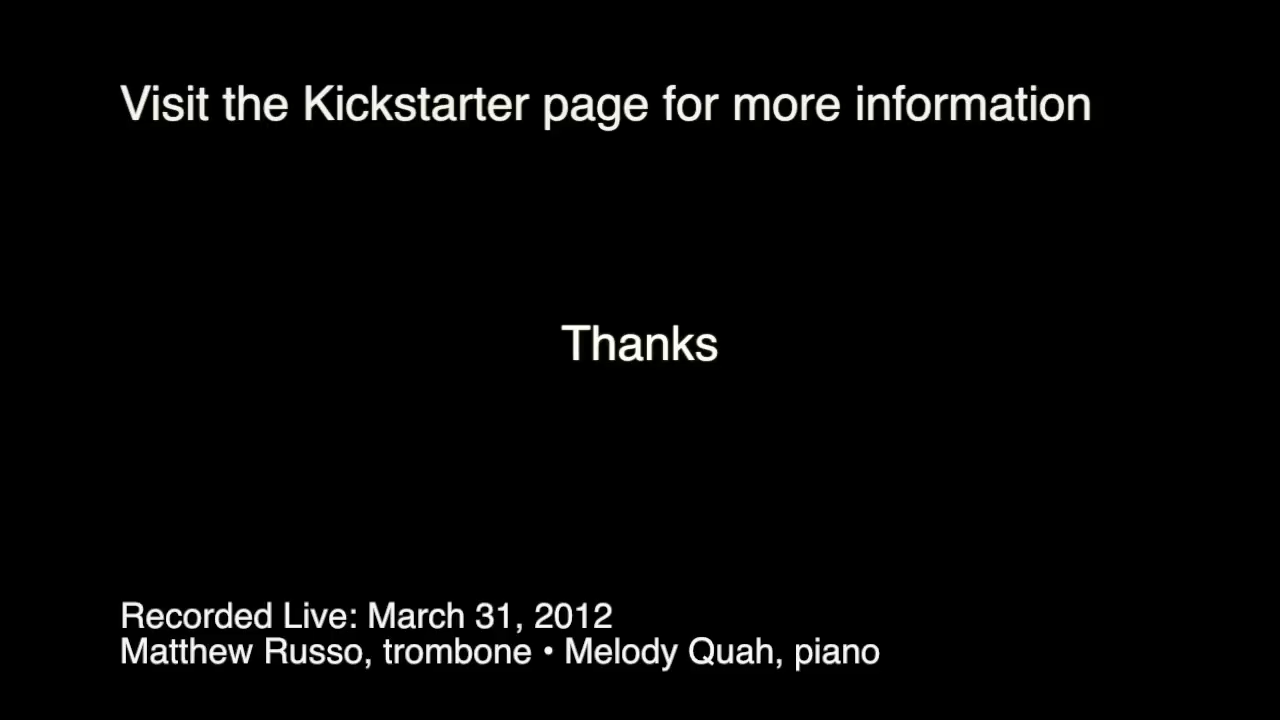 Visit the Kickstarter page for more information
Thanks
Recorded Live: March 31, 2012
Matthew Russo, trombone • Melody Quah, piano